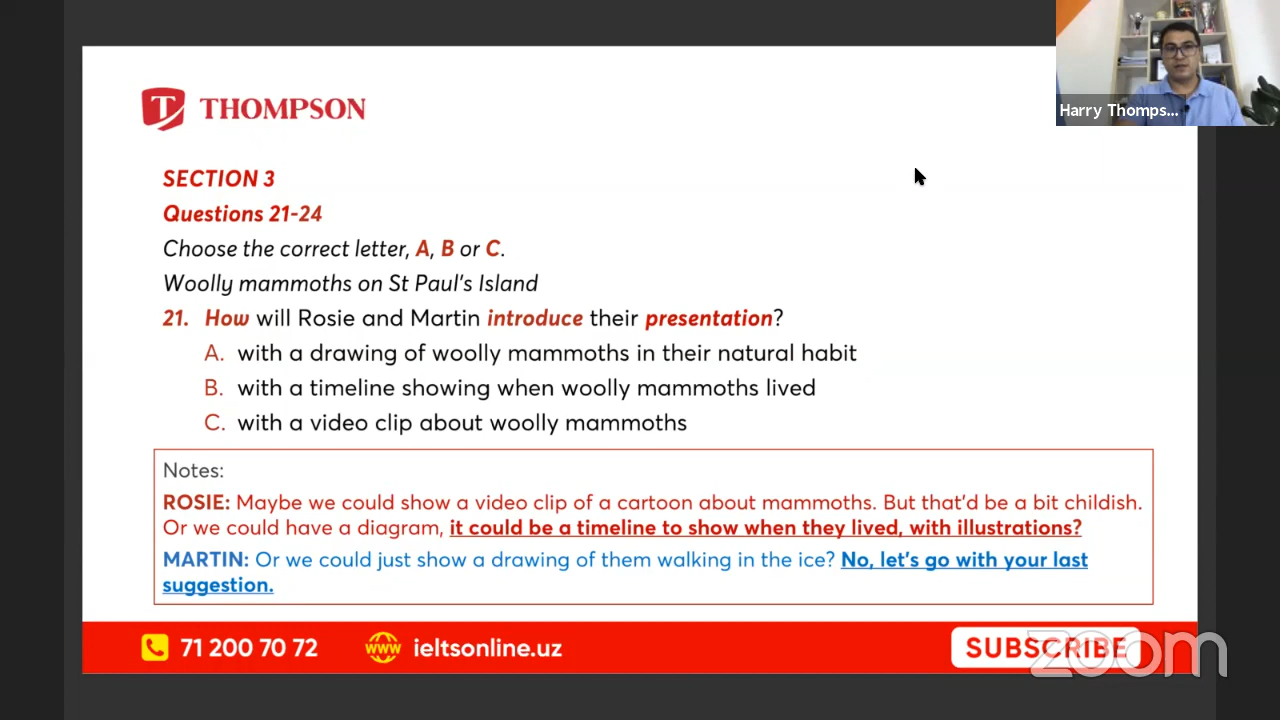 Harry Thomps...
THOMPSON
SECTION 3
Questions 21-24
Choose the correct letter, A, B or C.
Woolly mammoths on St Paul's Island
21. How will Rosie and Martin introduce their presentation?
A. with a drawing of woolly mammoths in their natural habit
B. with a timeline showing when woolly mammoths lived
C. with a video clip about woolly mammoths
Notes:
ROSIE: Maybe we could show a video clip of a cartoon about mammoths. But that'd be a bit childish.
Or we could have a diagram, it could be a timeline to show when they lived, with illustrations?
MARTIN: Or we could just show a drawing of them walking in the ice? No, let's go with your last
suggestion.
71 200 70 72
www
ieltsonline.uz
SUBSCRIBE
zoom